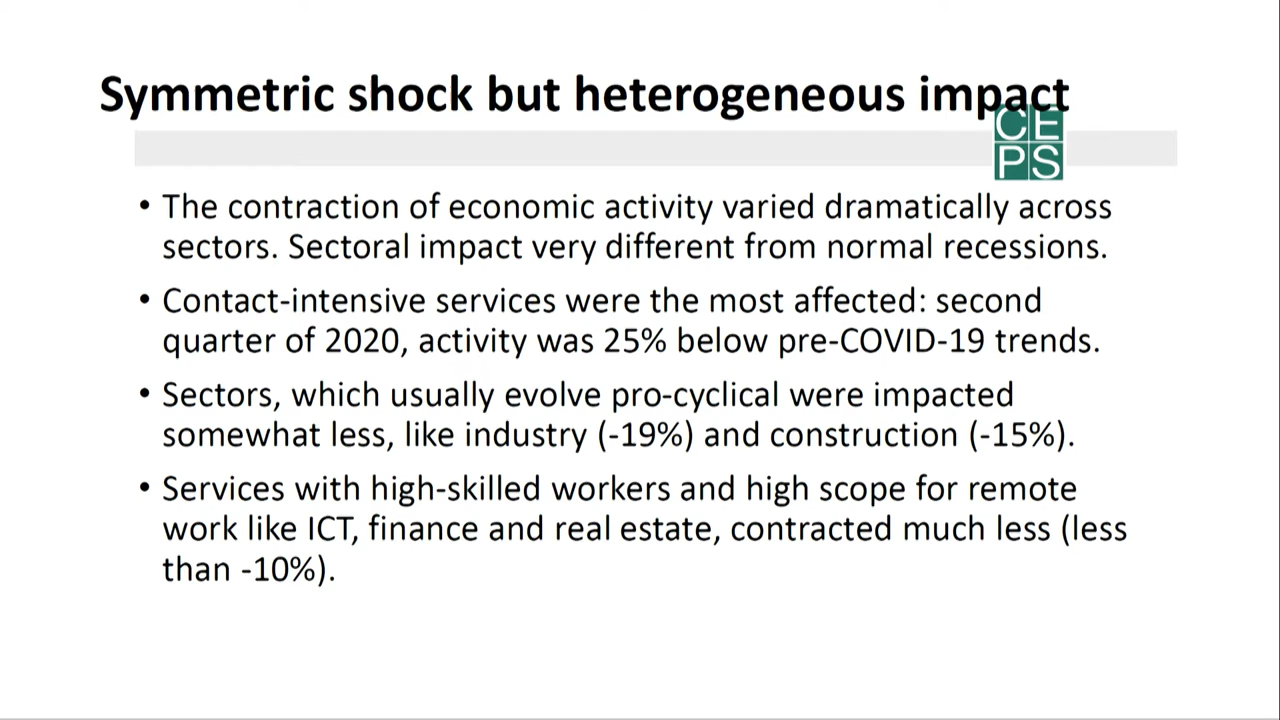 Symmetric shock but heterogeneous impact
CE
PS
• The contraction of economic activity varied dramatically across
sectors. Sectoral impact very different from normal recessions.
• Contact-intensive services were the most affected: second
quarter of 2020, activity was 25% below pre-COVID-19 trends.
• Sectors, which usually evolve pro-cyclical were impacted
somewhat less, like industry (-19%) and construction (-15%).
• Services with high-skilled workers and high scope for remote
work like ICT, finance and real estate, contracted much less (less
than -10%).